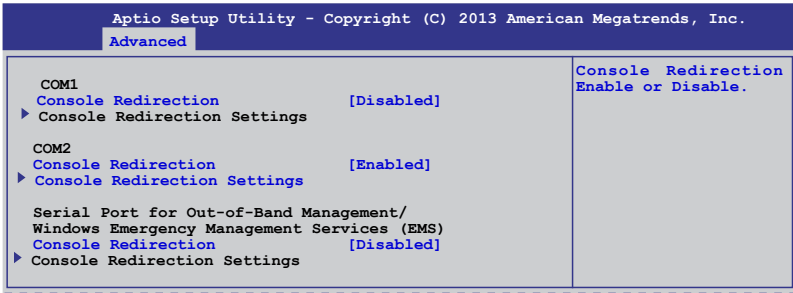 Aptio Setup Utility - Copyright (C) 2013 American Megatrends, Inc.
Advanced
COM1
Console Redirection [Disabled]
Console Redirection Settings
COM2
Console Redirection [Enabled]
Console Redirection Settings
Serial Port for Out-of-Band Management/
Windows Emergency Management Services (EMS)
Console Redirection [Disabled]
Console Redirection Settings
Console Redirection
Enable or Disable.